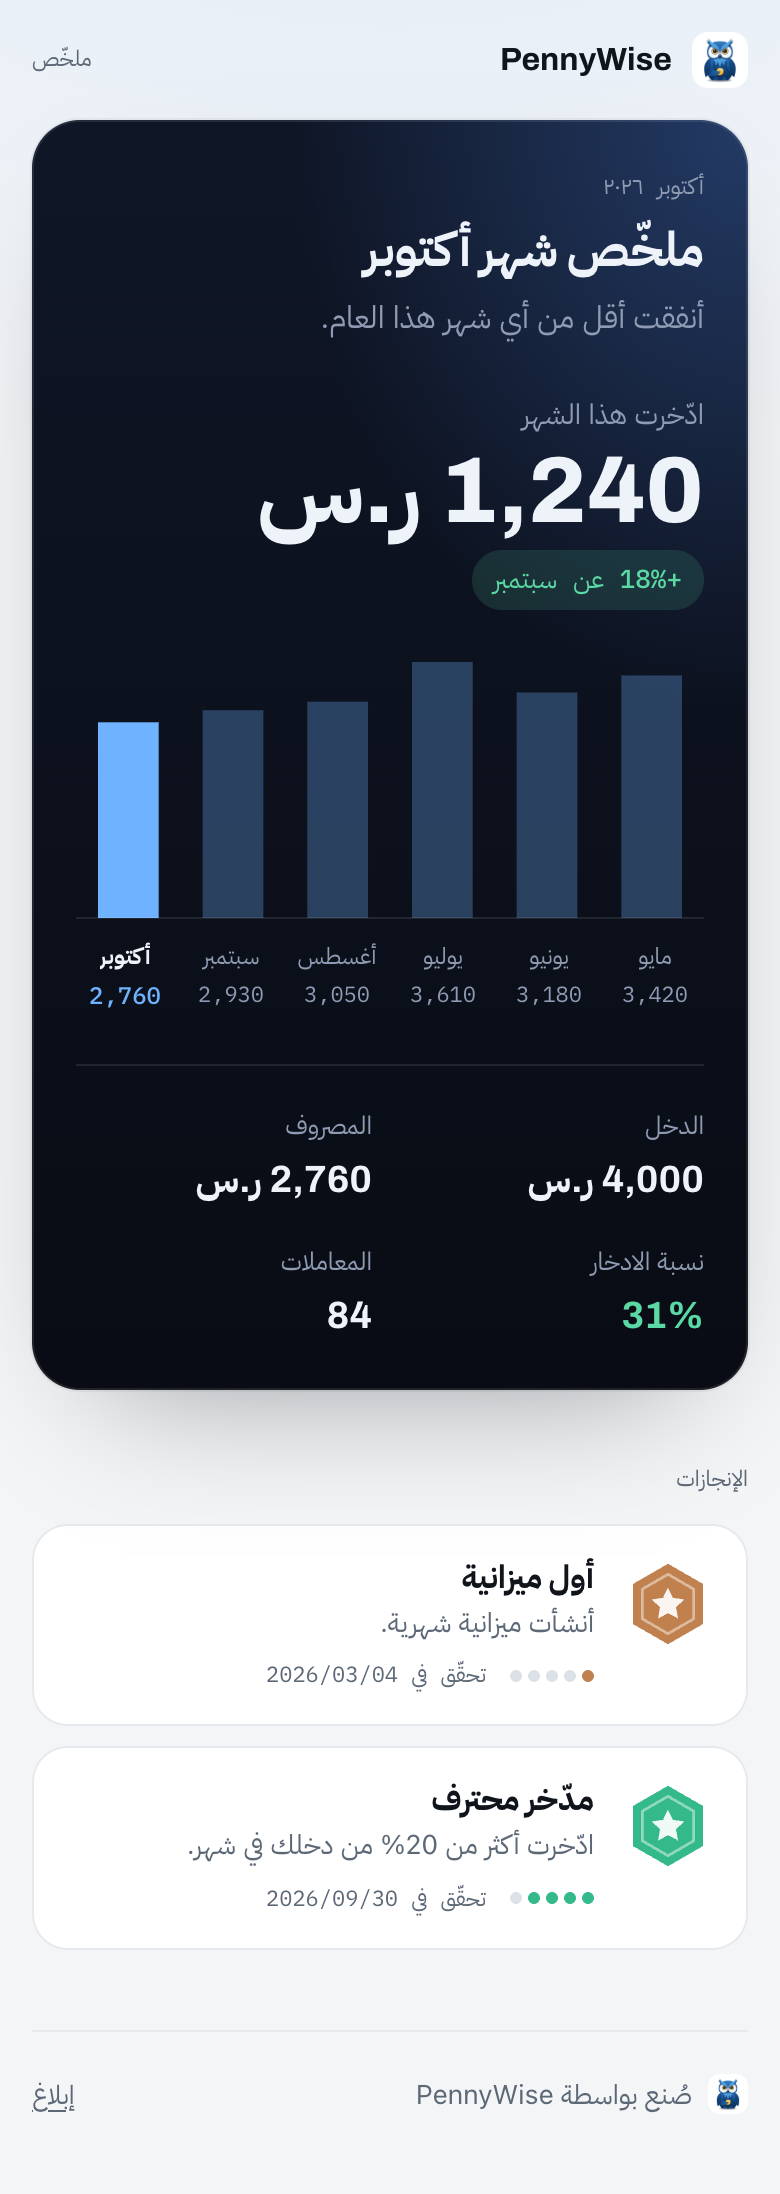 PennyWise
ملخّص
أكتوبر ٢٠٢٦
ملخّص شهر أكتوبر
أنفقت أقل من أي شهر هذا العام.
ادّخرت هذا الشهر
1,240 ر.س
+18% عن سبتمبر
مايو يونيو يوليو أغسطس سبتمبر أكتوبر
3,420 3,180 3,610 3,050 2,930 2,760
الدخل المصروف
4,000 ر.س 2,760 ر.س
نسبة الادخار المعاملات
31% 84
الإنجازات
أول ميزانية
أنشأت ميزانية شهرية.
تحقّق في 2026/03/04
مدّخر محترف
ادّخرت أكثر من 20% من دخلك في شهر.
تحقّق في 2026/09/30
صُنع بواسطة PennyWise
إبلاغ